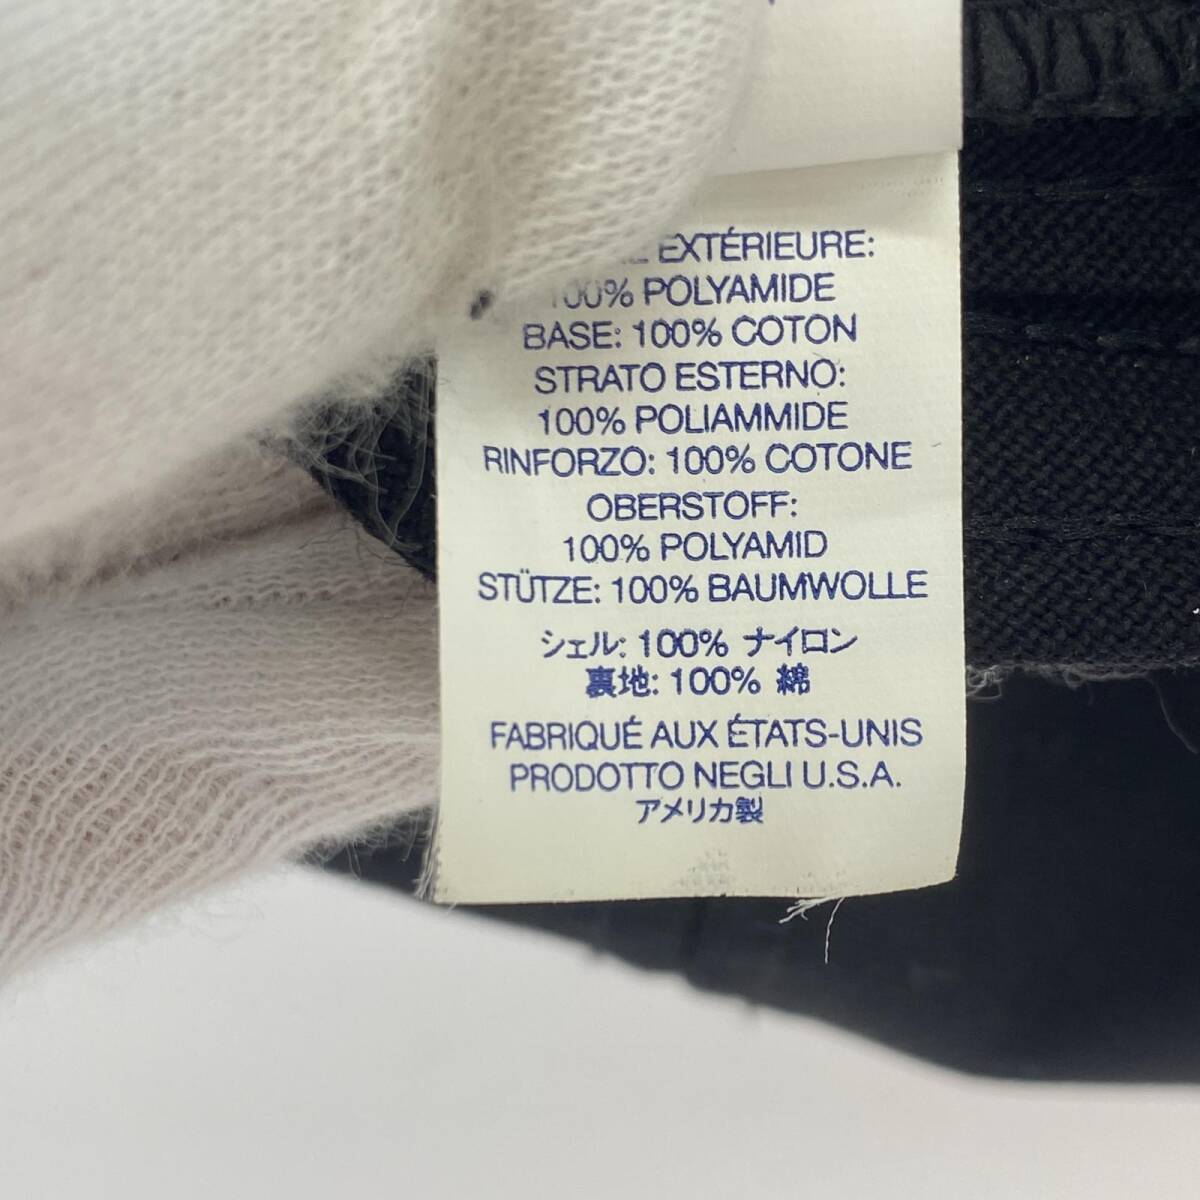 EXTÉRIEURE:
100% POLYAMIDE
BASE: 100% COTON
STRATO ESTERNO:
100% POLIAMMIDE
RINFORZO: 100% COTONE
OBERSTOFF:
100% POLYAMID
STÜTZE: 100% BAUMWOLLE
シェル: 100% ナイロン
裏地: 100% 綿
FABRIQUÉ AUX ÉTATS-UNIS
PRODOTTO NEGLI U.S.A.
アメリカ製